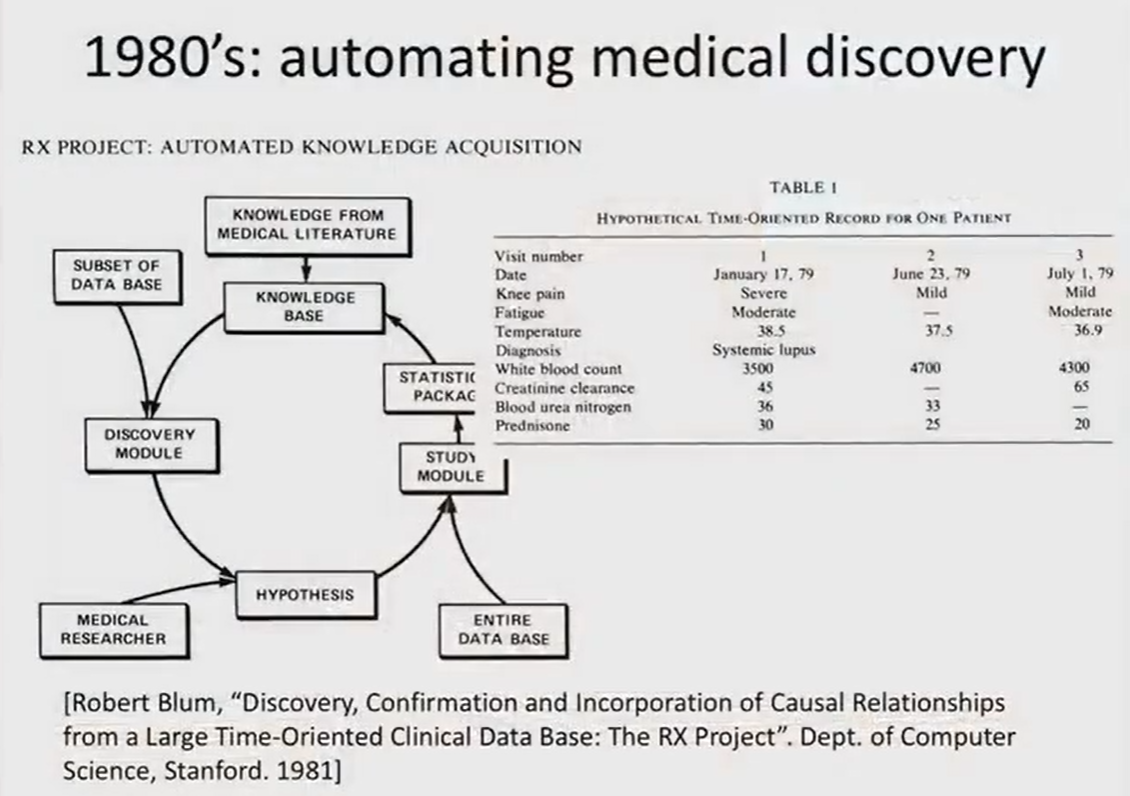 1980's: automating medical discovery
RX PROJECT: AUTOMATED KNOWLEDGE ACQUISITION
KNOWLEDGE FROM
MEDICAL LITERATURE
SUBSET OF
DATA BASE
KNOWLEDGE
BASE
STATISTIC
PACKAG
DISCOVERY
MODULE
STUDY
MODULE
HYPOTHESIS
MEDICAL
RESEARCHER
ENTIRE
DATA BASE
TABLE 1
HYPOTHETICAL TIME-ORIENTED RECORD FOR ONE PATIENT
Visit number 1 2 3
Date January 17, 79 June 23, 79 July 1, 79
Knee pain Severe Mild Mild
Fatigue Moderate — Moderate
Temperature 38.5 37.5 36.9
Diagnosis Systemic lupus
White blood count 3500 4700 4300
Creatinine clearance 45 — 65
Blood urea nitrogen 36 33 —
Prednisone 30 25 20
[Robert Blum, “Discovery, Confirmation and Incorporation of Causal Relationships
from a Large Time-Oriented Clinical Data Base: The RX Project”. Dept. of Computer
Science, Stanford. 1981]